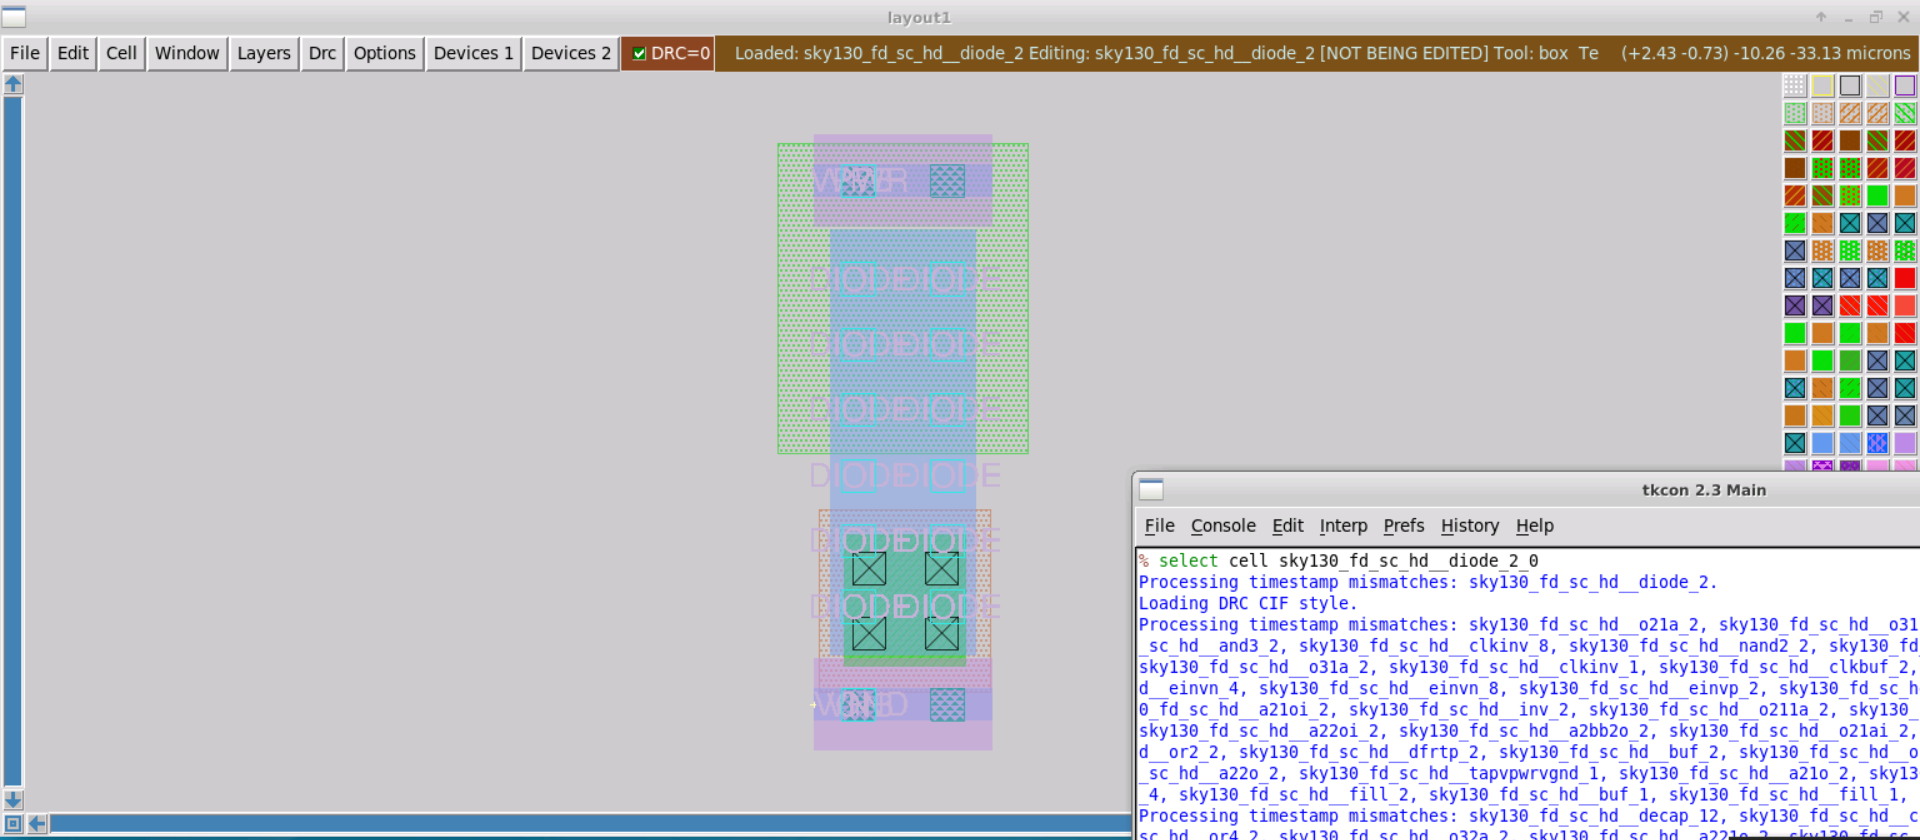 layout1
File Edit Cell Window Layers Drc Options Devices 1 Devices 2 DRC=0 Loaded: sky130_fd_sc_hd__diode_2 Editing: sky130_fd_sc_hd__diode_2 [NOT BEING EDITED] Tool: box Te (+2.43 -0.73) -10.26 -33.13 microns
DIODE DIODE
DIODE DIODE
DIODE DIODE
DIODE DIODE
DIODE DIODE
DIODE DIODE
tkcon 2.3 Main
File Console Edit Interp Prefs History Help
% select cell sky130_fd_sc_hd__diode_2_0
Processing timestamp mismatches: sky130_fd_sc_hd__diode_2.
Loading DRC CIF style.
Processing timestamp mismatches: sky130_fd_sc_hd__o21a_2, sky130_fd_sc_hd__o31
_sc_hd__and3_2, sky130_fd_sc_hd__clkinv_8, sky130_fd_sc_hd__nand2_2, sky130_fd
sky130_fd_sc_hd__o31a_2, sky130_fd_sc_hd__clkinv_1, sky130_fd_sc_hd__clkbuf_2,
d__einvn_4, sky130_fd_sc_hd__einvn_8, sky130_fd_sc_hd__einvp_2, sky130_fd_sc_h
0_fd_sc_hd__a21oi_2, sky130_fd_sc_hd__inv_2, sky130_fd_sc_hd__o211a_2, sky130_
sky130_fd_sc_hd__a22oi_2, sky130_fd_sc_hd__a2bb2o_2, sky130_fd_sc_hd__o21ai_2,
d__or2_2, sky130_fd_sc_hd__dfrtp_2, sky130_fd_sc_hd__buf_2, sky130_fd_sc_hd__o
_sc_hd__a22o_2, sky130_fd_sc_hd__tapvpwrvgnd_1, sky130_fd_sc_hd__a21o_2, sky13
_4, sky130_fd_sc_hd__fill_2, sky130_fd_sc_hd__buf_1, sky130_fd_sc_hd__fill_1,
Processing timestamp mismatches: sky130_fd_sc_hd__decap_12, sky130_fd_sc_hd__c
sc_hd__or4_2, sky130_fd_sc_hd__o32a_2, sky130_fd_sc_hd__a221o_2, sky130_fd_sc